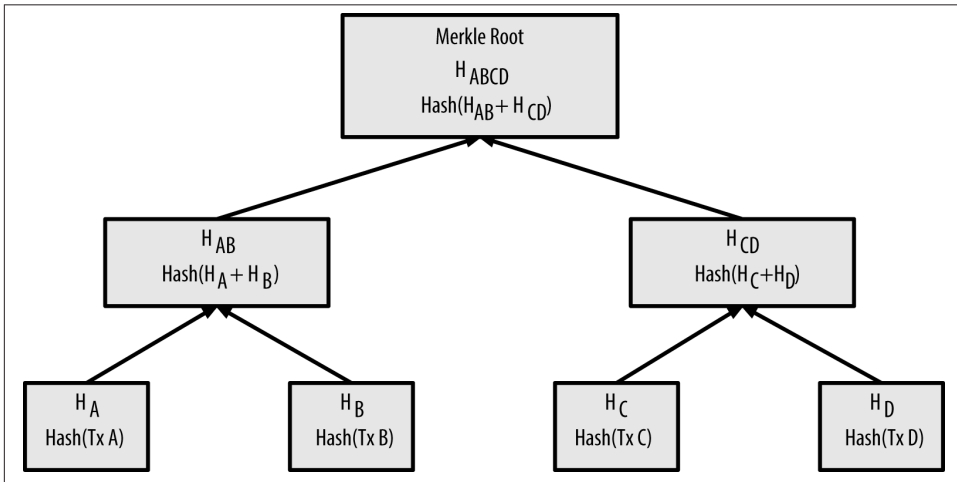 Merkle Root
H ABCD
Hash(H AB + H CD)
H AB
Hash(H A + H B)
H CD
Hash(H C+H D)
H A
Hash(Tx A)
H B
Hash(Tx B)
H C
Hash(Tx C)
H D
Hash(Tx D)